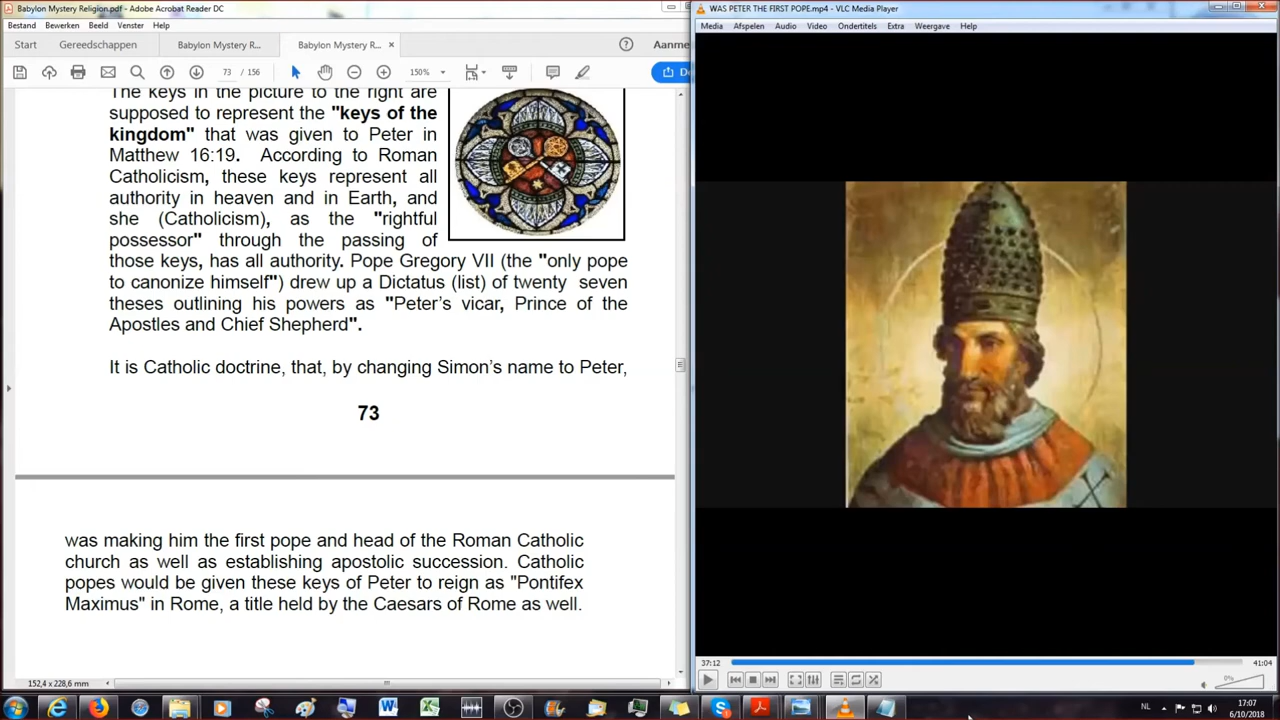 Babylon Mystery Religion.pdf - Adobe Acrobat Reader DC
Bestand Bewerken Beeld Venster Help
Start Gereedschappen Babylon Mystery R... Babylon Mystery R... × Aanme
73 / 156 150%
The keys in the picture to the right are
supposed to represent the "keys of the
kingdom" that was given to Peter in
Matthew 16:19. According to Roman
Catholicism, these keys represent all
authority in heaven and in Earth, and
she (Catholicism), as the "rightful
possessor" through the passing of
those keys, has all authority. Pope Gregory VII (the "only pope
to canonize himself") drew up a Dictatus (list) of twenty seven
theses outlining his powers as "Peter's vicar, Prince of the
Apostles and Chief Shepherd".
It is Catholic doctrine, that, by changing Simon's name to Peter,
73
was making him the first pope and head of the Roman Catholic
church as well as establishing apostolic succession. Catholic
popes would be given these keys of Peter to reign as "Pontifex
Maximus" in Rome, a title held by the Caesars of Rome as well.
152,4 x 228,6 mm
WAS PETER THE FIRST POPE.mp4 - VLC Media Player
Media Afspelen Audio Video Ondertitels Extra Weergave Help
37:12 41:04
0%
NL 17:07
6/10/2018